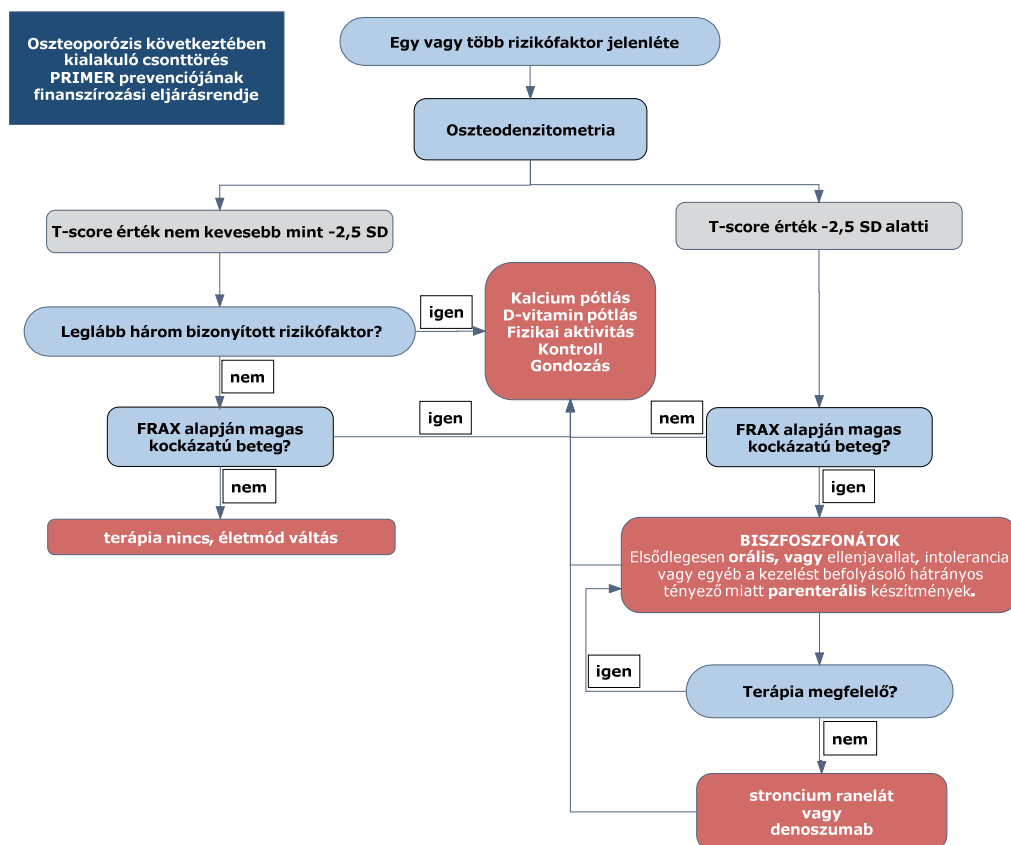 Oszteoporózis következtében
kialakuló csonttörés
PRIMER prevenciójának
finanszírozási eljárásrendje
Egy vagy több rizikófaktor jelenléte
Oszteodenzitometria
T-score érték nem kevesebb mint -2,5 SD
T-score érték -2,5 SD alatti
Leglább három bizonyított rizikófaktor?
igen
Kalcium pótlás
D-vitamin pótlás
Fizikai aktivitás
Kontroll
Gondozás
nem
FRAX alapján magas
kockázatú beteg?
igen
nem
FRAX alapján magas
kockázatú beteg?
nem
igen
terápia nincs, életmód váltás
BISZFOSZFONÁTOK
Elsődlegesen orális, vagy ellenjavallat, intolerancia
vagy egyéb a kezelést befolyásoló hátrányos
tényező miatt parenterális készítmények.
igen
Terápia megfelelő?
nem
stroncium ranelát
vagy
denoszumab